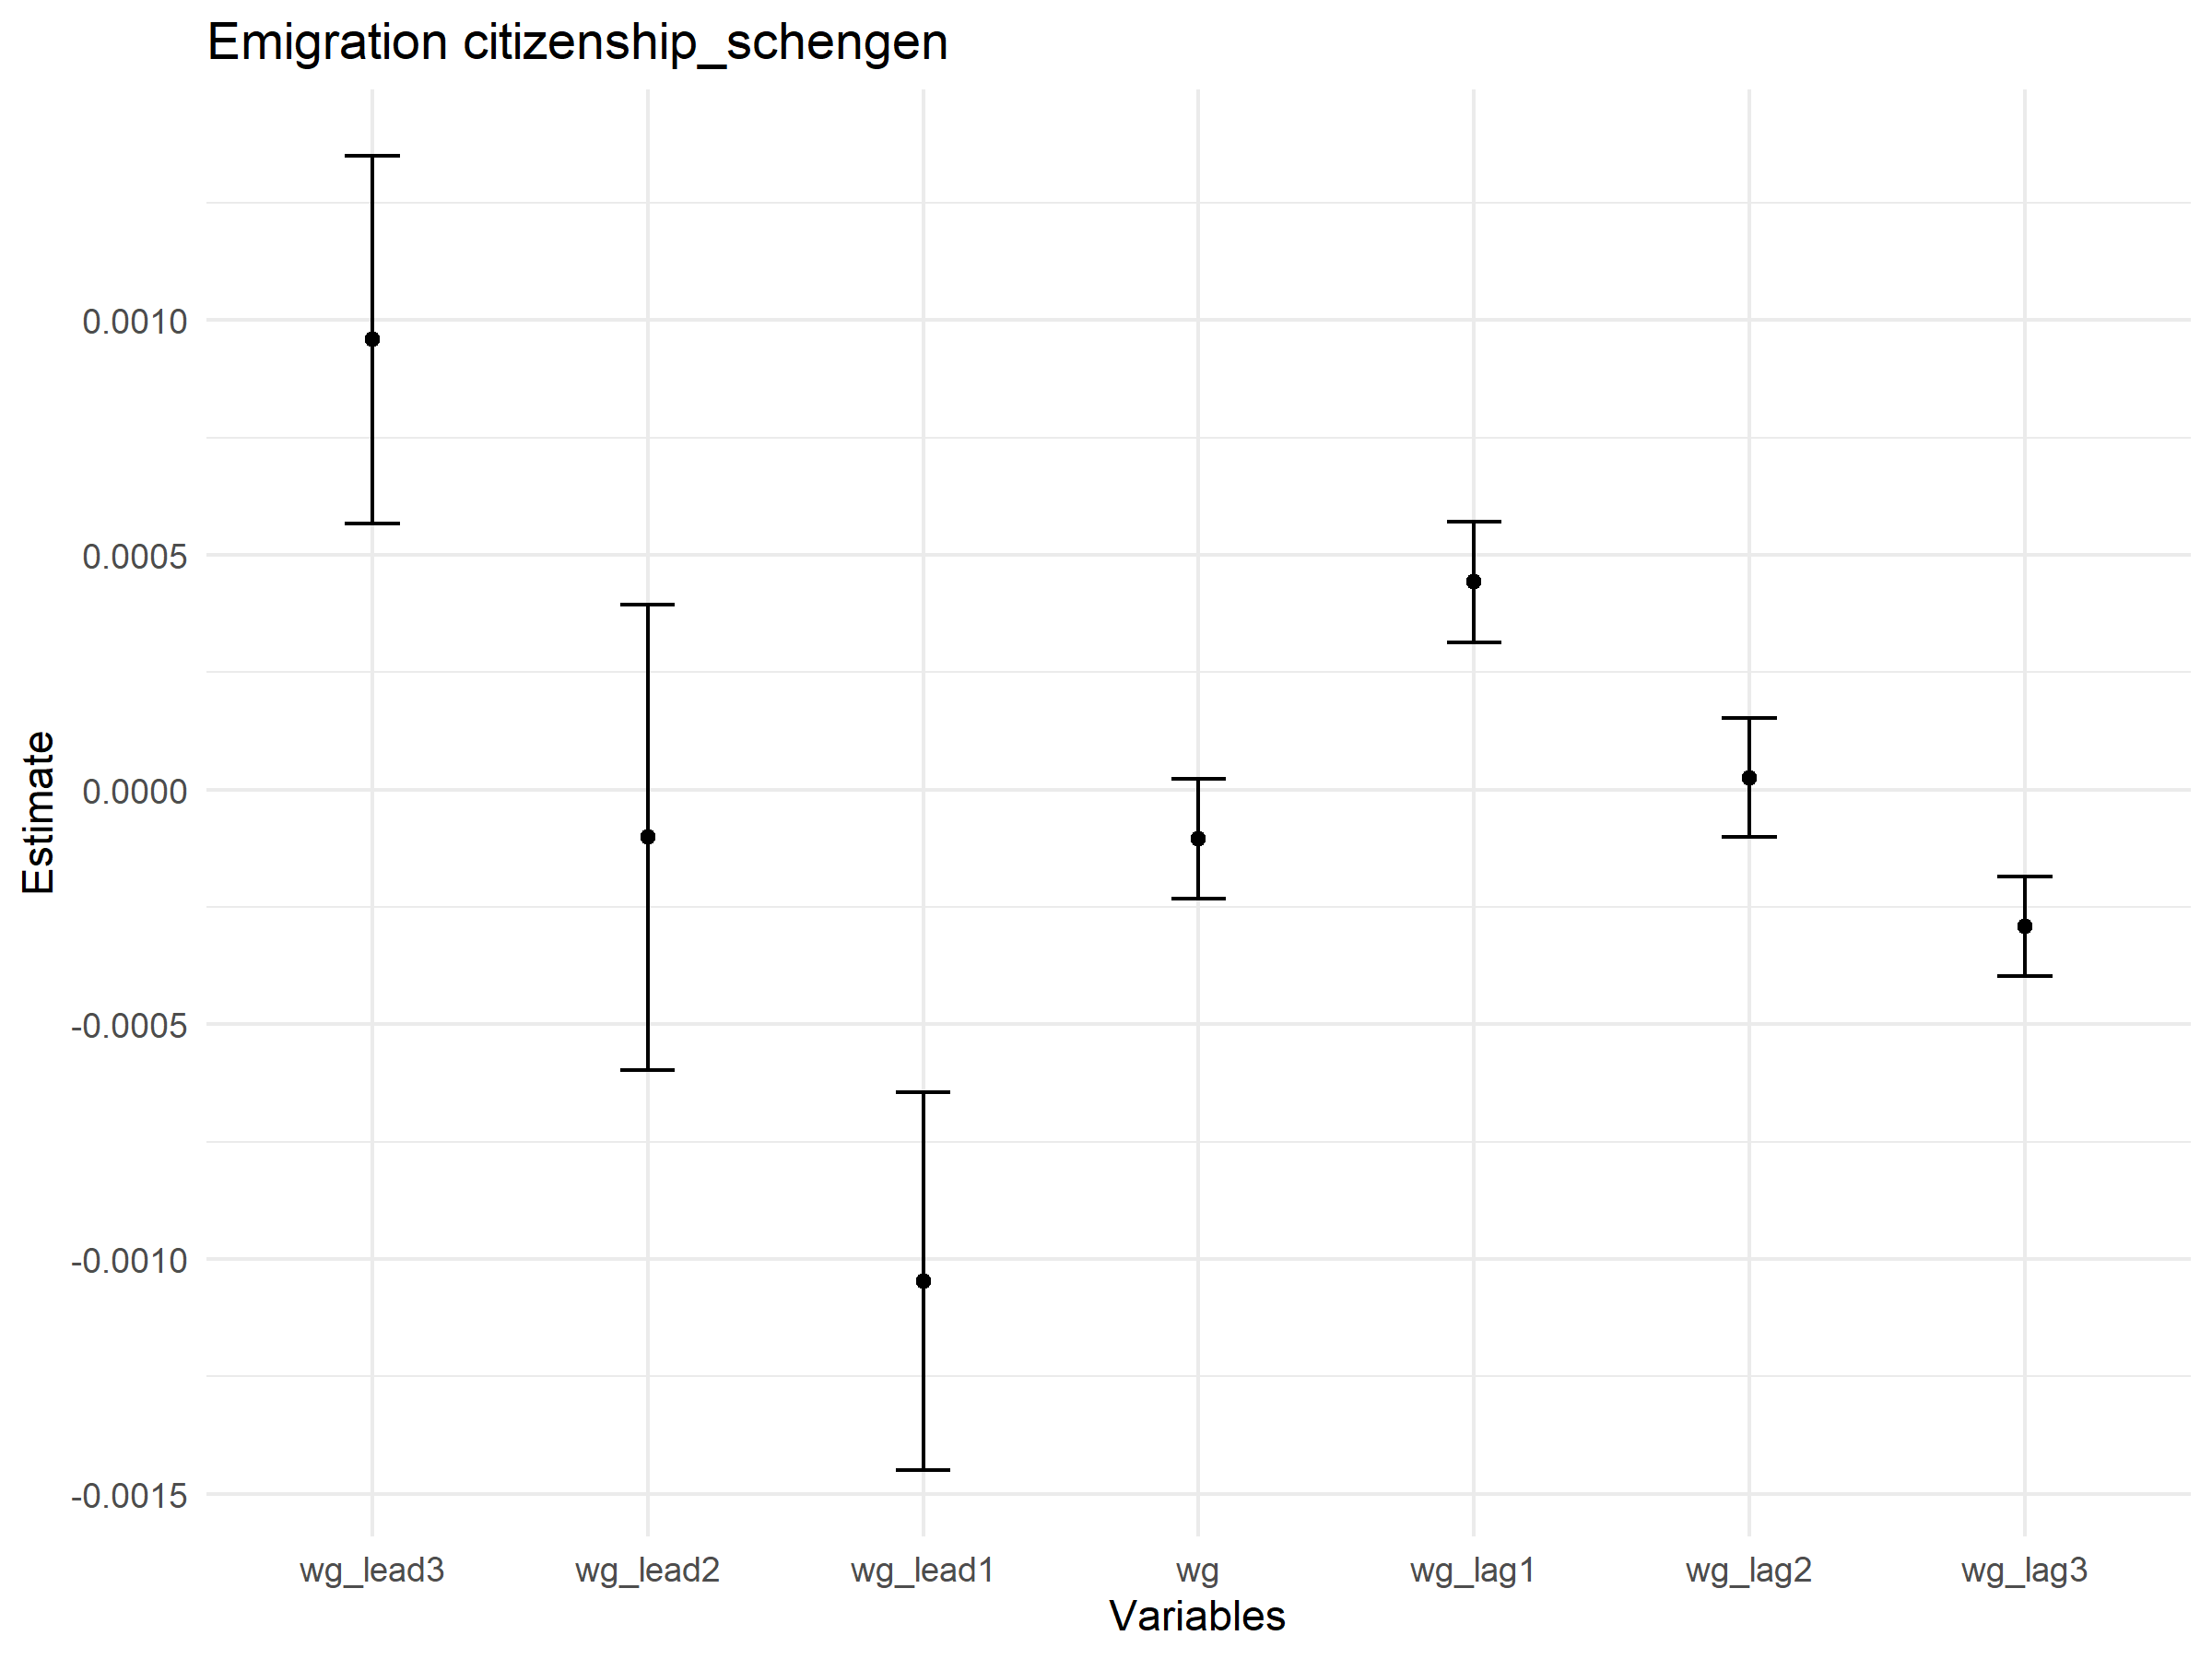 Emigration citizenship_schengen
0.0010
0.0005
0.0000
-0.0005
-0.0010
-0.0015
Estimate
wg_lead3 wg_lead2 wg_lead1 wg wg_lag1 wg_lag2 wg_lag3
Variables